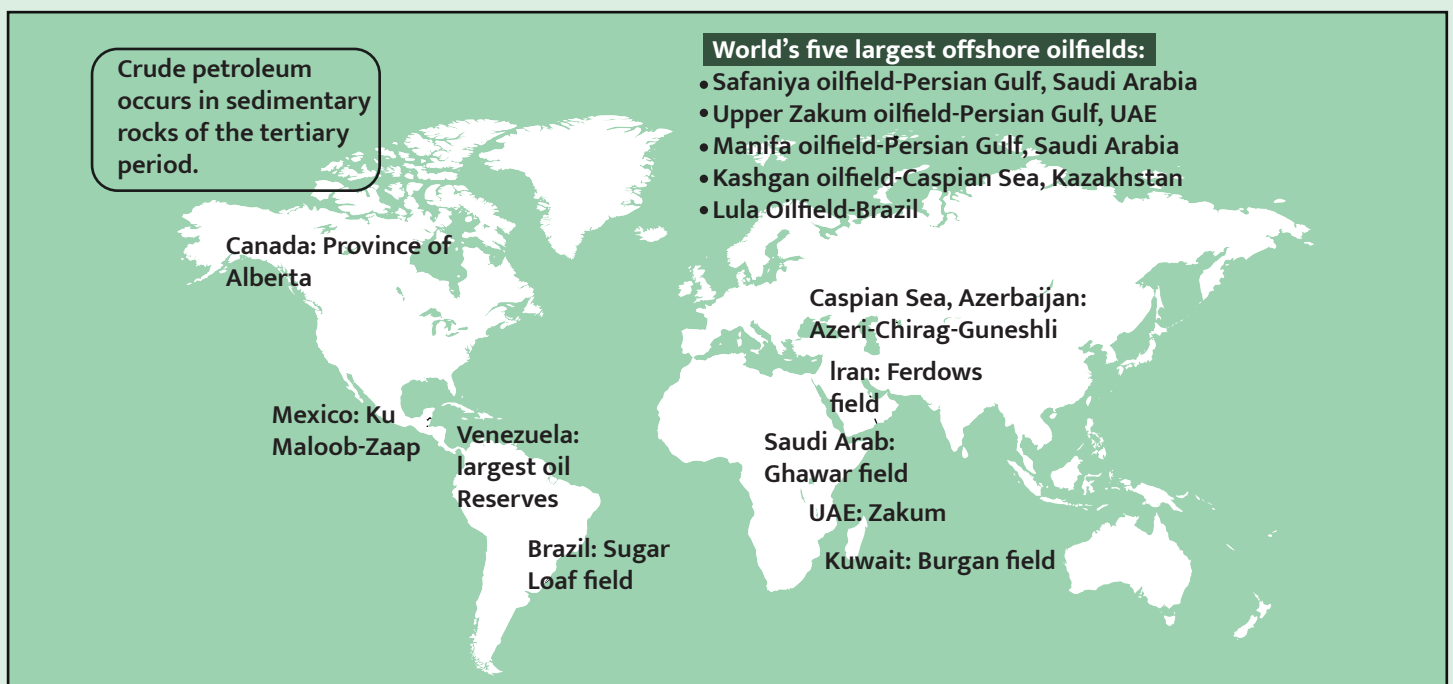 Crude petroleum
occurs in sedimentary
rocks of the tertiary
period.
World's five largest offshore oilfields:
• Safaniya oilfield-Persian Gulf, Saudi Arabia
• Upper Zakum oilfield-Persian Gulf, UAE
• Manifa oilfield-Persian Gulf, Saudi Arabia
• Kashgan oilfield-Caspian Sea, Kazakhstan
• Lula Oilfield-Brazil
Canada: Province of
Alberta
Caspian Sea, Azerbaijan:
Azeri-Chirag-Guneshli
Iran: Ferdows
field
Mexico: Ku
Maloob-Zaap
Venezuela:
largest oil
Reserves
Saudi Arab:
Ghawar field
UAE: Zakum
Brazil: Sugar
Loaf field
Kuwait: Burgan field